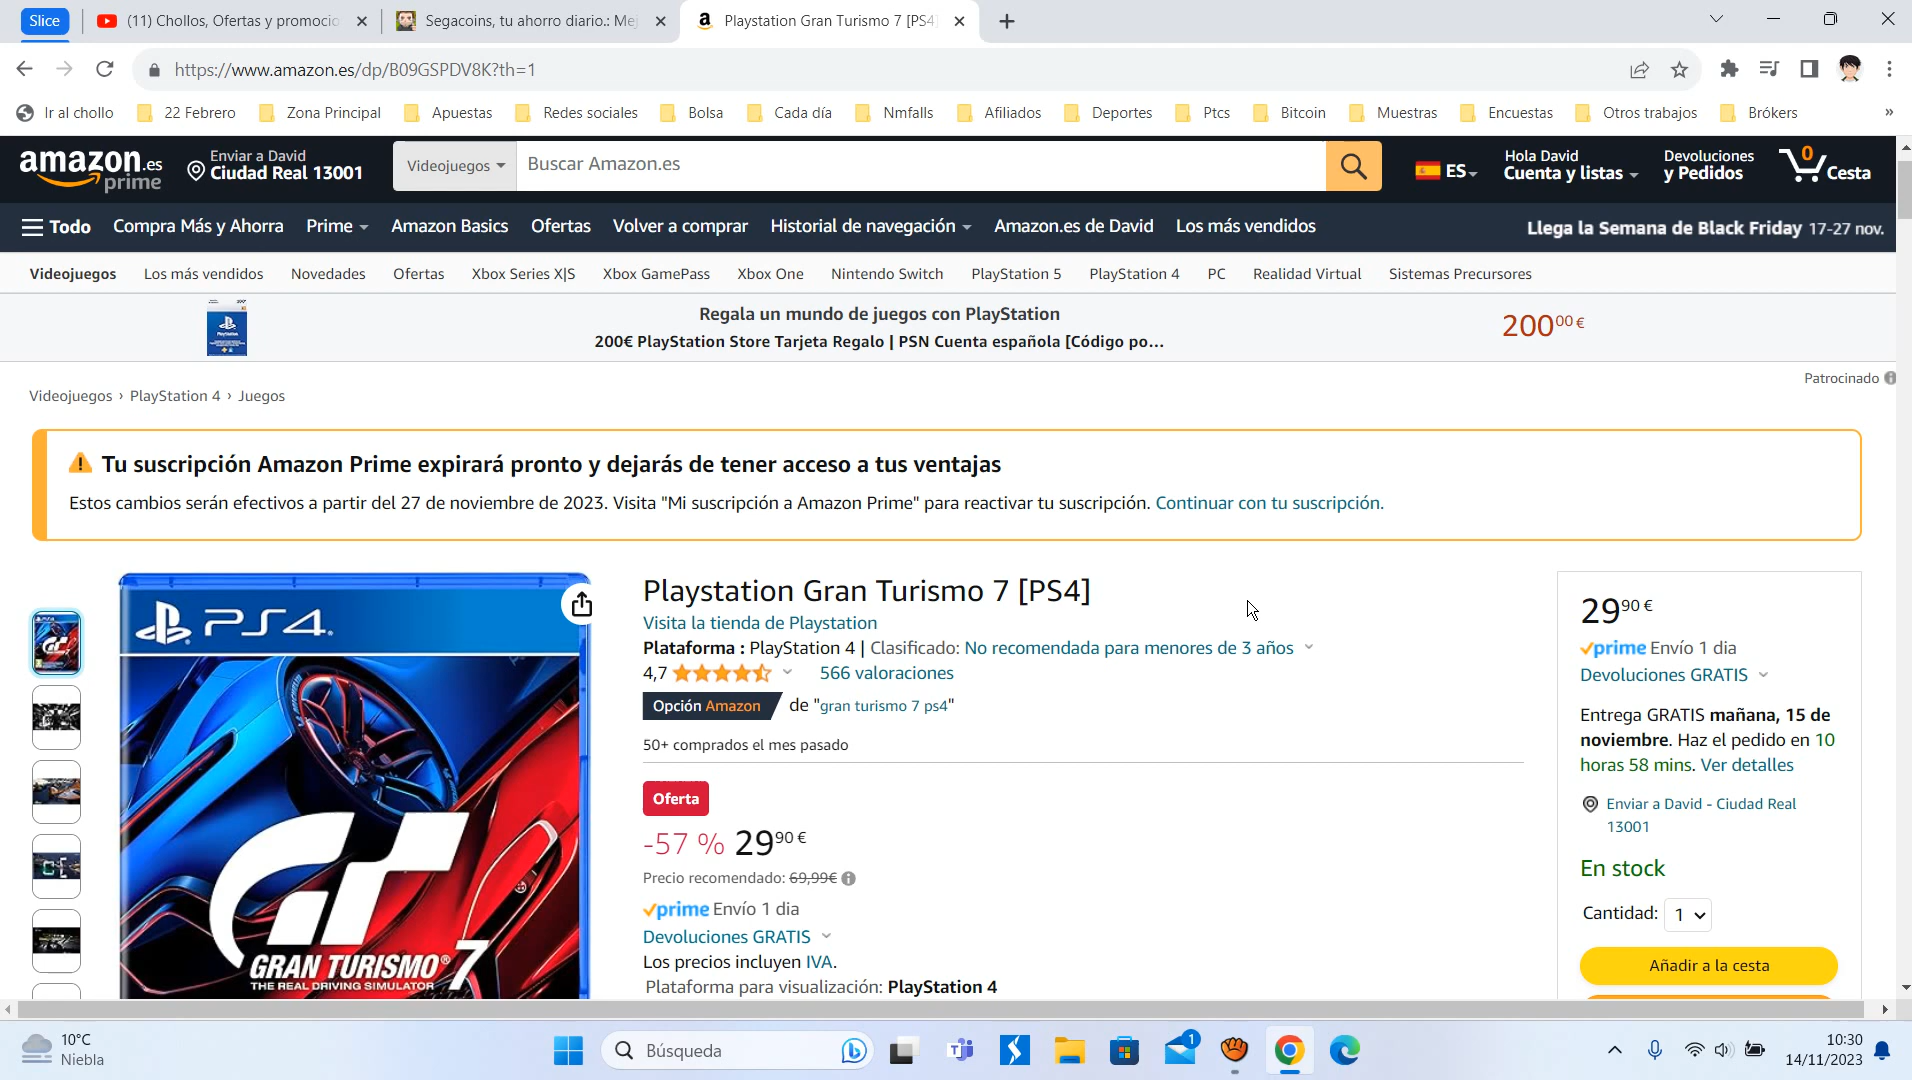 Slice
(11) Chollos, Ofertas y promocio
Segacoins, tu ahorro diario.: Mej
Playstation Gran Turismo 7 [PS4]
https://www.amazon.es/dp/B09GSPDV8K?th=1
Ir al chollo
22 Febrero
Zona Principal
Apuestas
Redes sociales
Bolsa
Cada día
Nmfalls
Afiliados
Deportes
Ptcs
Bitcoin
Muestras
Encuestas
Otros trabajos
Brókers
»
amazon.es
prime
Enviar a David
Ciudad Real 13001
Videojuegos
Buscar Amazon.es
ES
Hola David
Cuenta y listas
Devoluciones
y Pedidos
0
Cesta
Todo
Compra Más y Ahorra
Prime
Amazon Basics
Ofertas
Volver a comprar
Historial de navegación
Amazon.es de David
Los más vendidos
Llega la Semana de Black Friday 17-27 nov.
Videojuegos
Los más vendidos
Novedades
Ofertas
Xbox Series X|S
Xbox GamePass
Xbox One
Nintendo Switch
PlayStation 5
PlayStation 4
PC
Realidad Virtual
Sistemas Precursores
Regala un mundo de juegos con PlayStation
200€ PlayStation Store Tarjeta Regalo | PSN Cuenta española [Código po...
20000 €
Patrocinado
Videojuegos › PlayStation 4 › Juegos
Tu suscripción Amazon Prime expirará pronto y dejarás de tener acceso a tus ventajas
Estos cambios serán efectivos a partir del 27 de noviembre de 2023. Visita "Mi suscripción a Amazon Prime" para reactivar tu suscripción. Continuar con tu suscripción.
PS4
GT
GRAN TURISMO® 7
THE REAL DRIVING SIMULATOR
Playstation Gran Turismo 7 [PS4]
Visita la tienda de Playstation
Plataforma : PlayStation 4 | Clasificado: No recomendada para menores de 3 años
4,7
566 valoraciones
Opción Amazon de "gran turismo 7 ps4"
50+ comprados el mes pasado
Oferta
-57 % 2990 €
Precio recomendado: 69,99€
prime Envío 1 dia
Devoluciones GRATIS
Los precios incluyen IVA.
Plataforma para visualización: PlayStation 4
2990 €
prime Envío 1 dia
Devoluciones GRATIS
Entrega GRATIS mañana, 15 de
noviembre. Haz el pedido en 10
horas 58 mins. Ver detalles
Enviar a David - Ciudad Real
13001
En stock
Cantidad: 1
Añadir a la cesta
10°C
Niebla
Búsqueda
1
10:30
14/11/2023